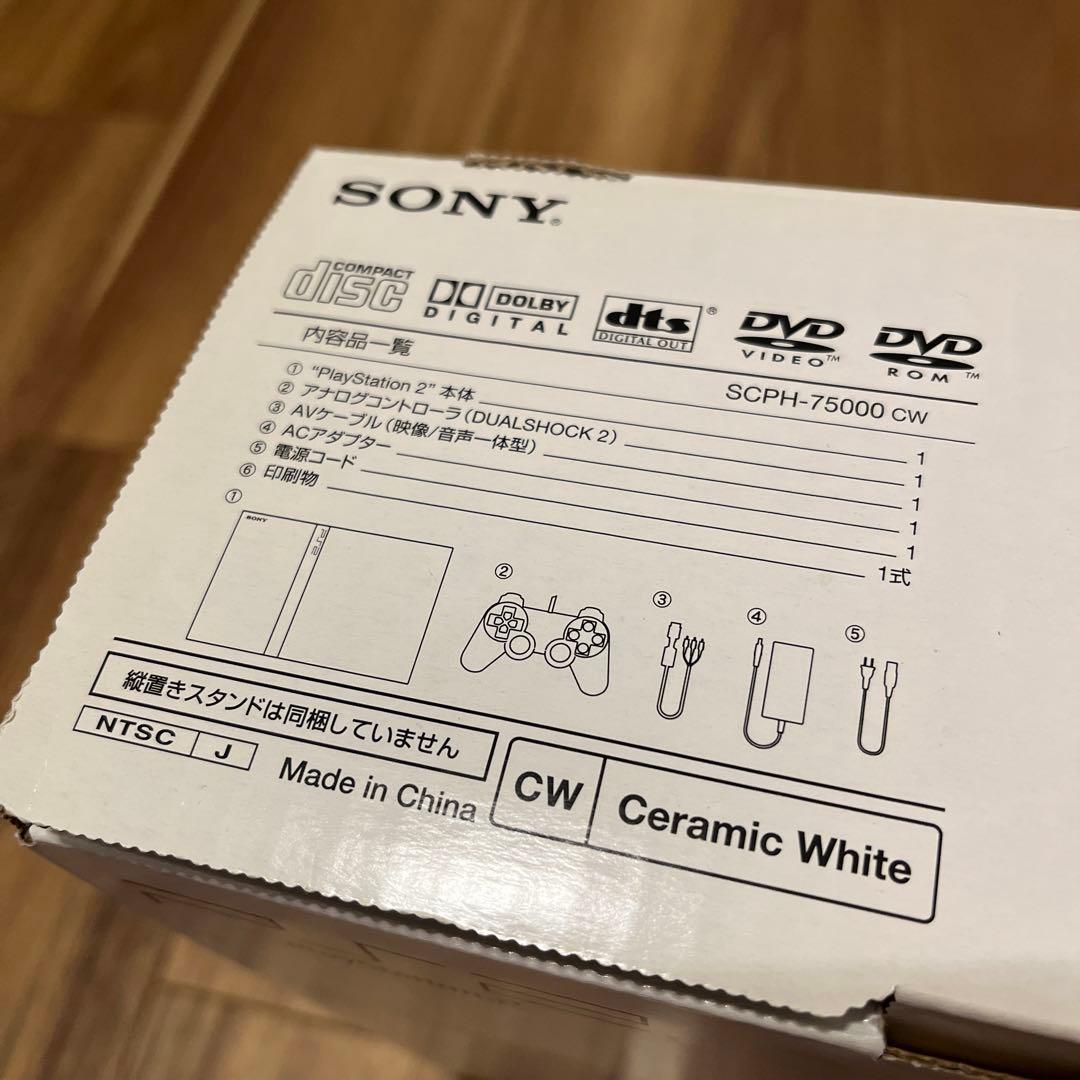 SONY®
COMPACT
disc
DOLBY
DIGITAL
dts®
DIGITAL OUT
DVD
VIDEO™
DVD
ROM™
内容品一覧
SCPH-75000 CW
① “PlayStation 2” 本体 1
② アナログコントローラ(DUALSHOCK 2) 1
③ AVケーブル(映像/音声一体型) 1
④ ACアダプター 1
⑤ 電源コード 1
⑥ 印刷物 1式
①
SONY
PS2
②
③
④
⑤
縦置きスタンドは同梱していません
NTSC J
Made in China
CW Ceramic White